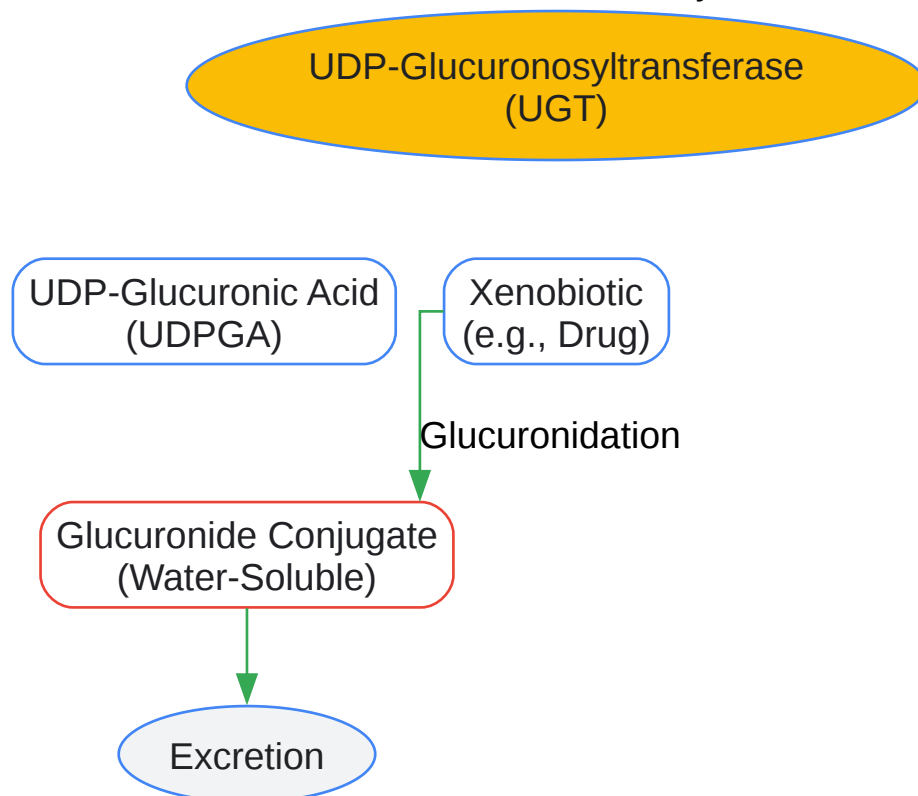 UDP-Glucuronosyltransferase
(UGT)
UDP-Glucuronic Acid
(UDPGA)
Xenobiotic
(e.g., Drug)
Glucuronidation
Glucuronide Conjugate
(Water-Soluble)
Excretion